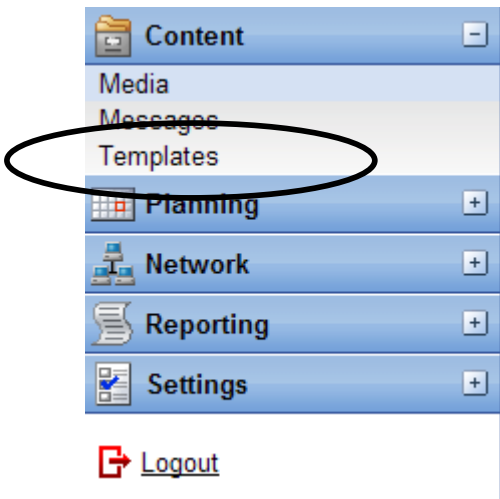 Content
Media
Messages
Templates
Planning
Network
Reporting
Settings
Logout